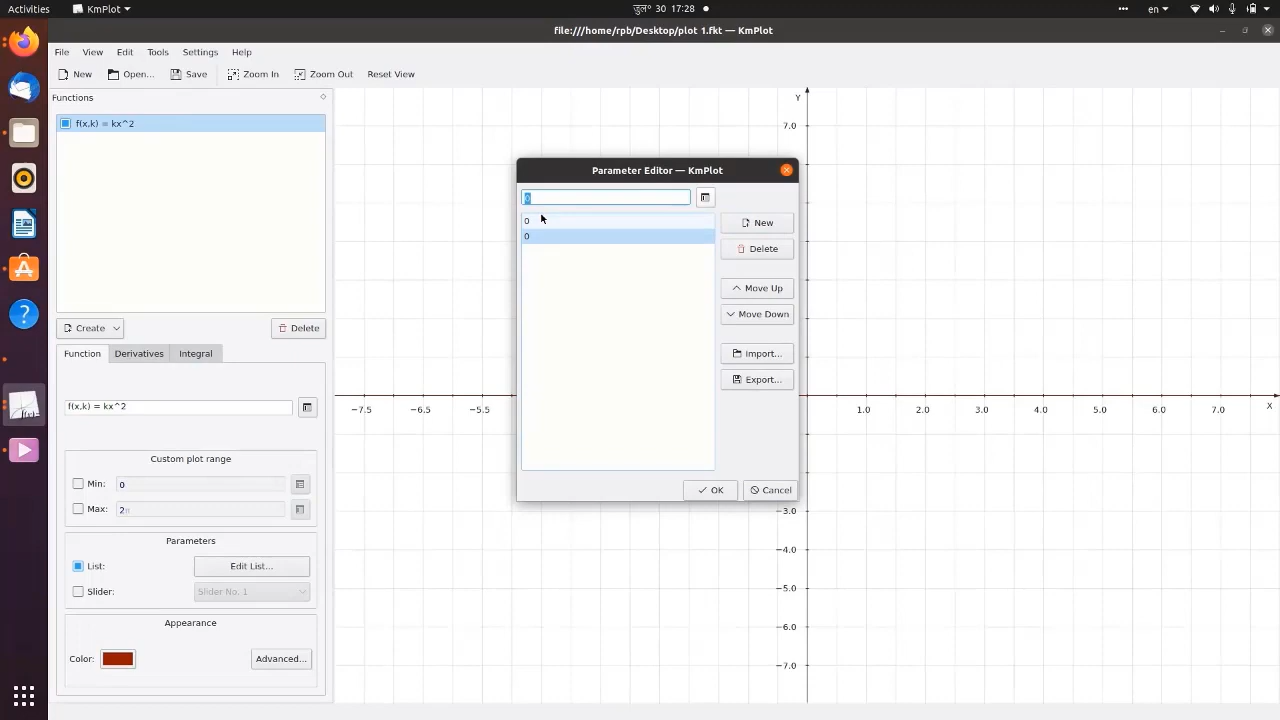 Activities
KmPlot
जुल॰ 30 17:28
en
file:///home/rpb/Desktop/plot 1.fkt — KmPlot
File View Edit Tools Settings Help
New Open... Save Zoom In Zoom Out Reset View
Functions
f(x,k) = kx^2
Create
Delete
Function Derivatives Integral
f(x,k) = kx^2
Custom plot range
Min: 0
Max: 2π
Parameters
List: Edit List...
Slider: Slider No. 1
Appearance
Color: Advanced...
Y
7.0
−7.5 −6.5 −5.5 1.0 2.0 3.0 4.0 5.0 6.0 7.0 X
−3.0
−4.0
−5.0
−6.0
−7.0
Parameter Editor — KmPlot
0
0
0
New
Delete
Move Up
Move Down
Import...
Export...
OK Cancel